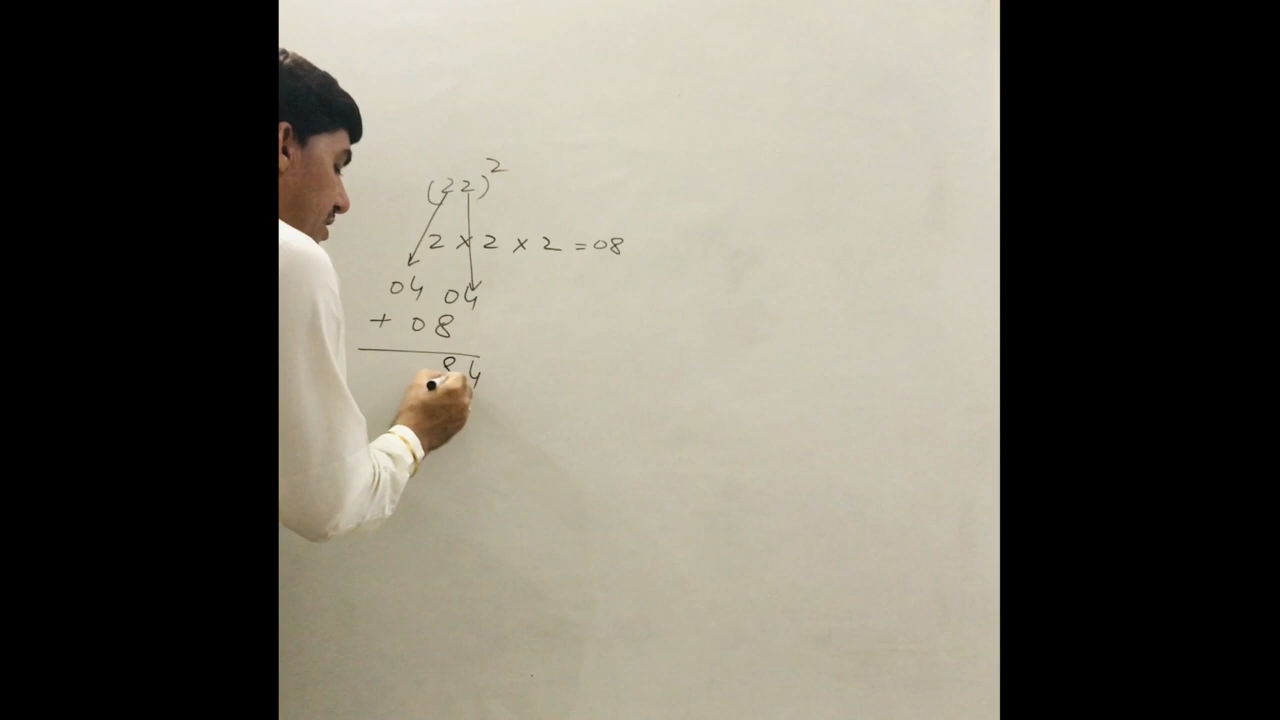 (22)²
2 × 2 × 2 = 08
04 04
+ 08
84